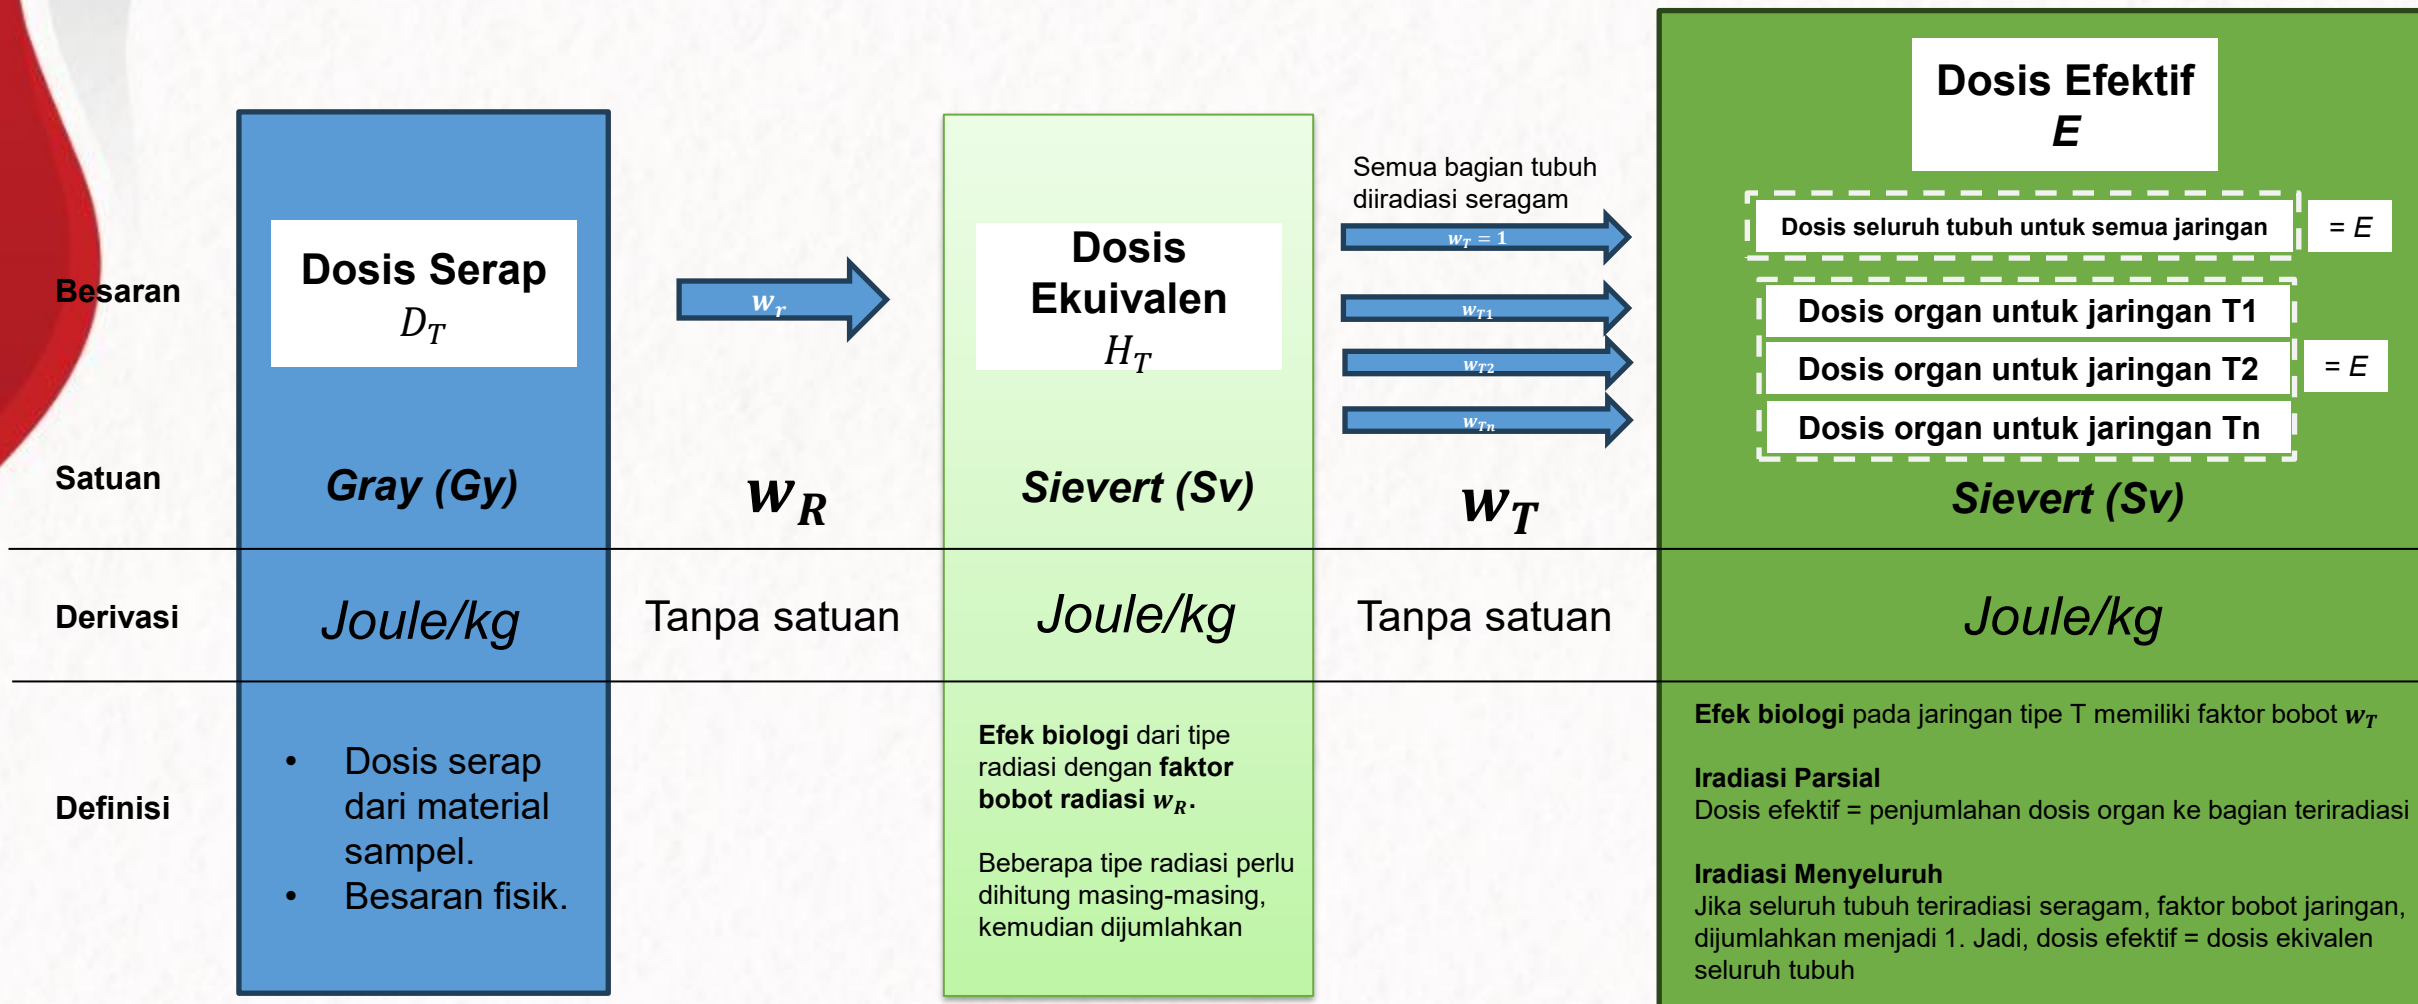 Besaran
Dosis Serap
D_T
w_r
Dosis
Ekuivalen
H_T
Semua bagian tubuh
diiradiasi seragam
w_T = 1
w_T1
w_T2
w_Tn
Dosis Efektif
E
Dosis seluruh tubuh untuk semua jaringan
= E
Dosis organ untuk jaringan T1
Dosis organ untuk jaringan T2
Dosis organ untuk jaringan Tn
= E
Satuan
Gray (Gy)
w_R
Sievert (Sv)
w_T
Sievert (Sv)
Derivasi
Joule/kg
Tanpa satuan
Joule/kg
Tanpa satuan
Joule/kg
Definisi
• Dosis serap
dari material
sampel.
• Besaran fisik.
Efek biologi dari tipe
radiasi dengan faktor
bobot radiasi w_R.
Beberapa tipe radiasi perlu
dihitung masing-masing,
kemudian dijumlahkan
Efek biologi pada jaringan tipe T memiliki faktor bobot w_T
Iradiasi Parsial
Dosis efektif = penjumlahan dosis organ ke bagian teriradiasi
Iradiasi Menyeluruh
Jika seluruh tubuh teriradiasi seragam, faktor bobot jaringan,
dijumlahkan menjadi 1. Jadi, dosis efektif = dosis ekivalen
seluruh tubuh